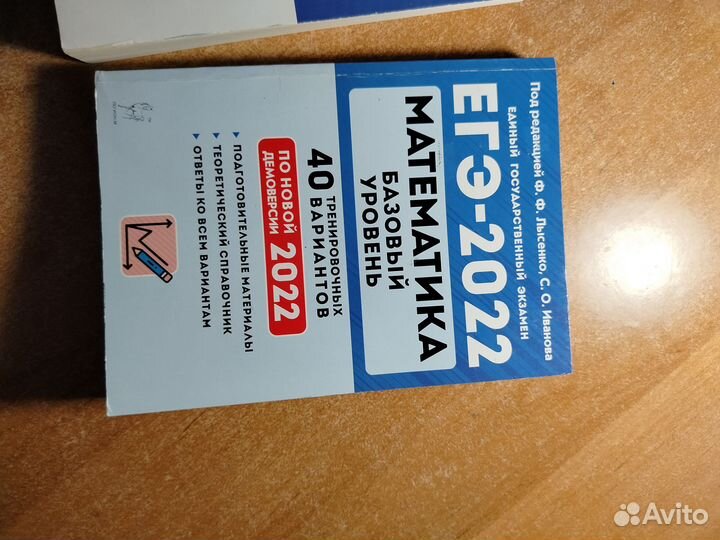 Под редакцией Ф. Ф. Лысенко, С. О. Иванова
ЕДИНЫЙ ГОСУДАРСТВЕННЫЙ ЭКЗАМЕН
ЕГЭ-2022
МАТЕМАТИКА
БАЗОВЫЙ
УРОВЕНЬ
40 ТРЕНИРОВОЧНЫХ
ВАРИАНТОВ
ПО НОВОЙ
ДЕМОВЕРСИИ 2022
• ПОДГОТОВИТЕЛЬНЫЕ МАТЕРИАЛЫ
• ТЕОРЕТИЧЕСКИЙ СПРАВОЧНИК
• ОТВЕТЫ КО ВСЕМ ВАРИАНТАМ
Avito